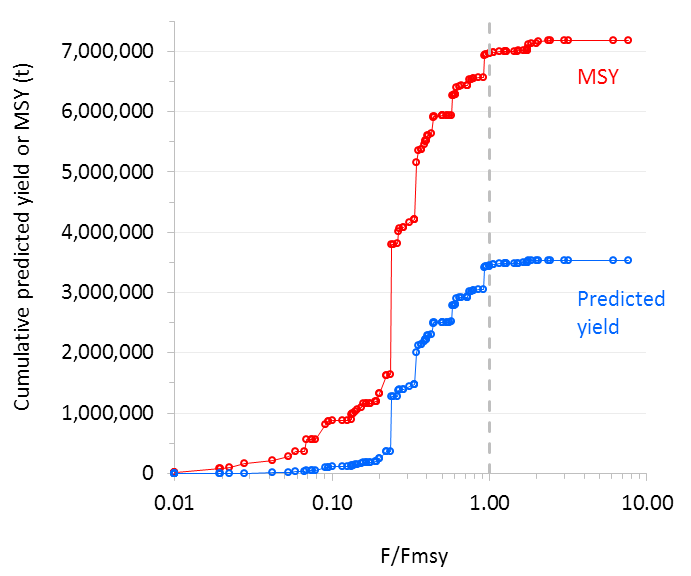 Cumulative predicted yield or MSY (t)
7,000,000
6,000,000
5,000,000
4,000,000
3,000,000
2,000,000
1,000,000
0
MSY
Predicted
yield
0.01
0.10
1.00
10.00
F/Fmsy